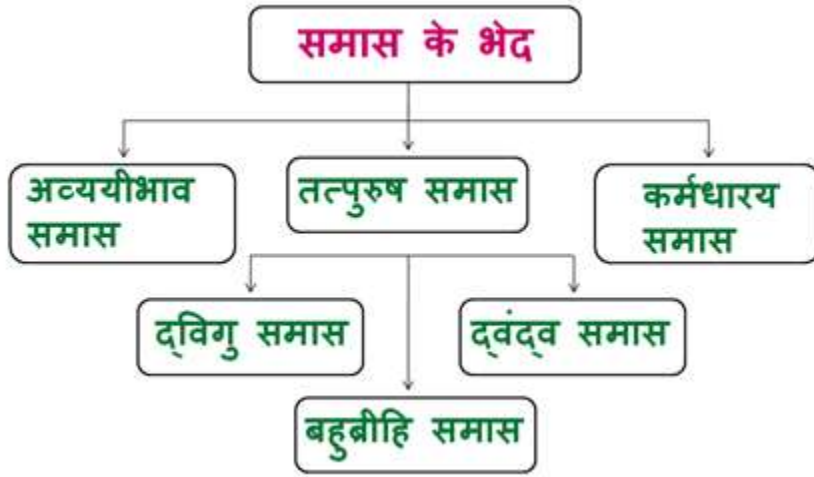 समास के भेद
अव्ययीभाव
समास
तत्पुरुष समास
कर्मधारय
समास
द्‌विगु समास
द्‌वंद्‌व समास
बहुब्रीहि समास